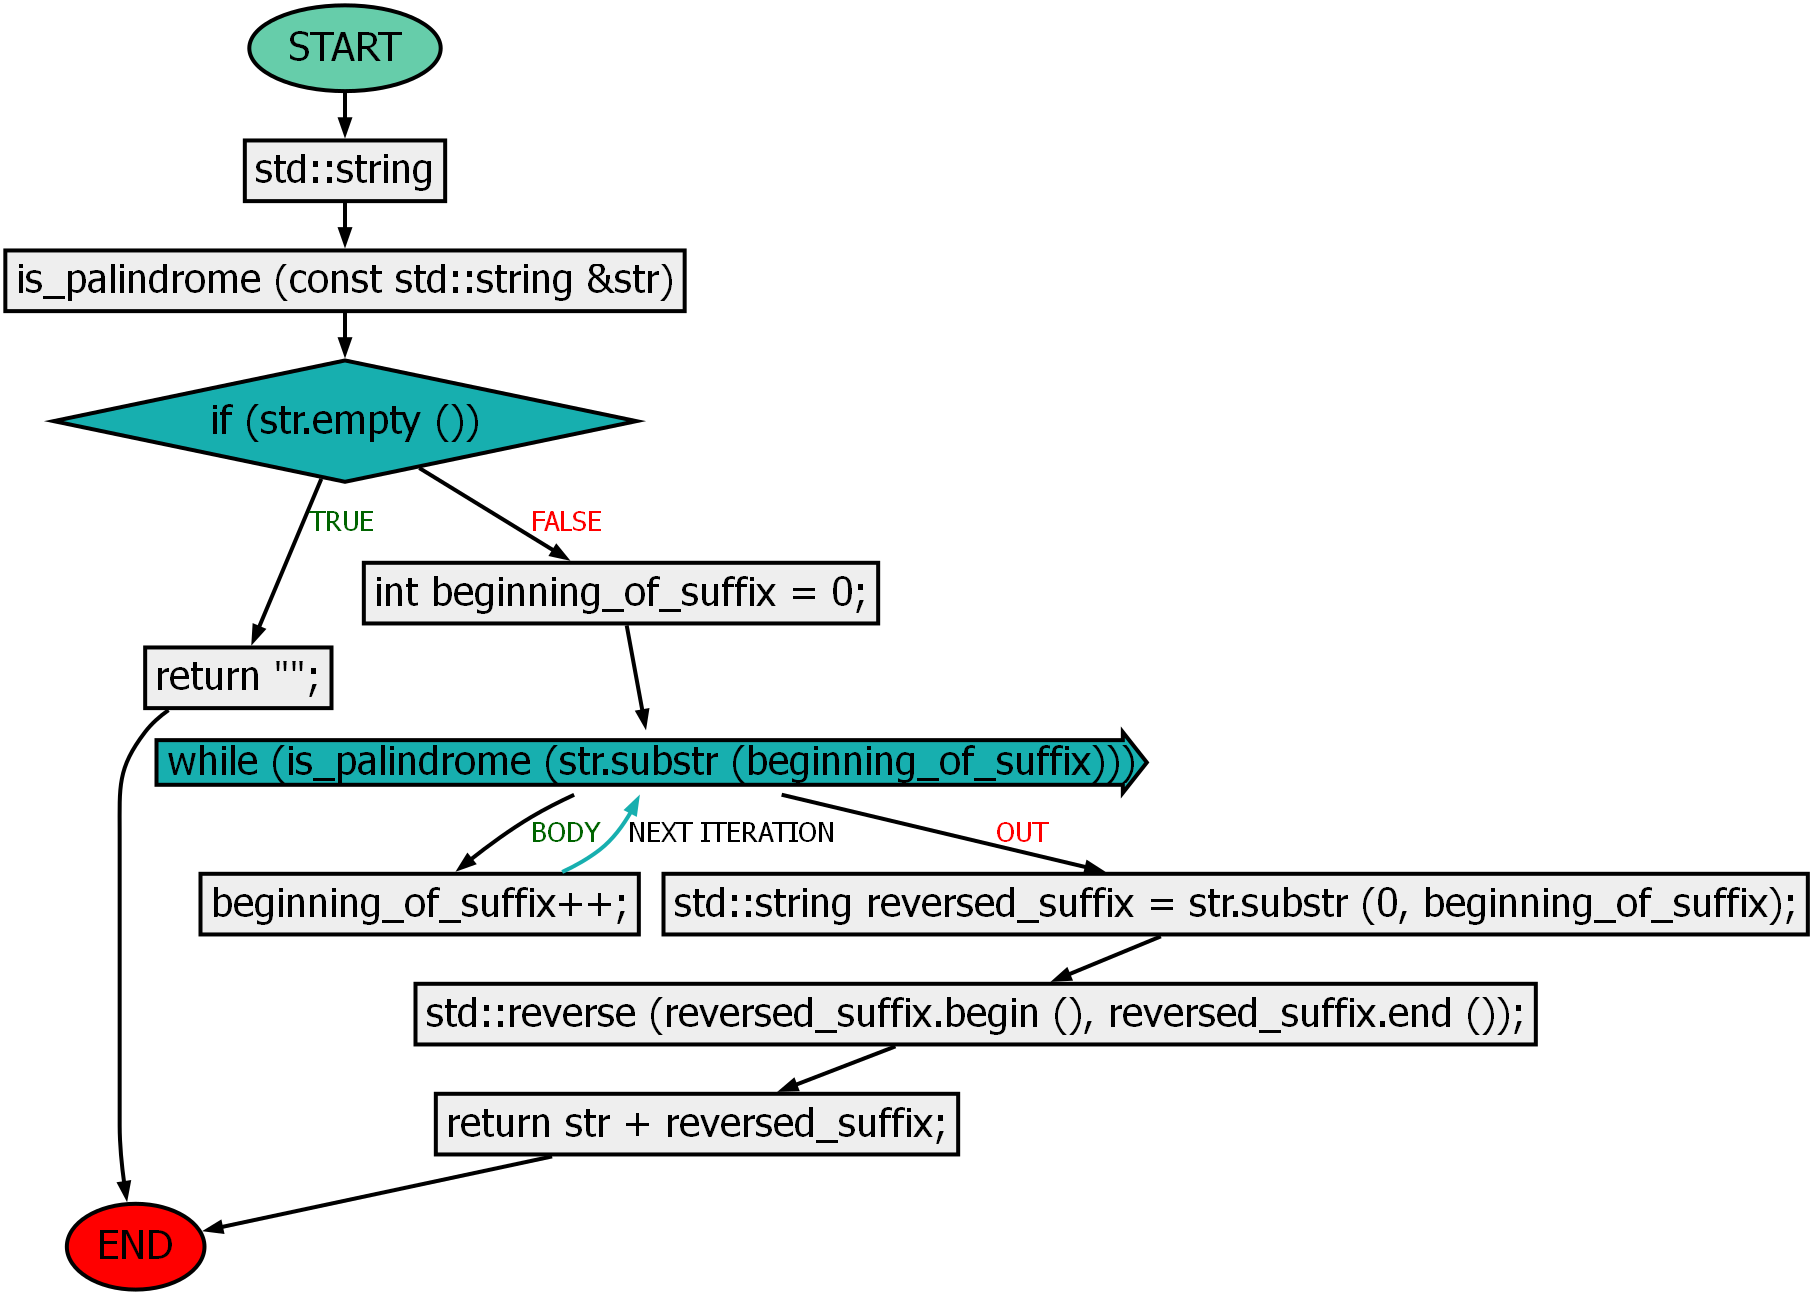 START
std::string
is_palindrome (const std::string &str)
if (str.empty ())
TRUE
FALSE
int beginning_of_suffix = 0;
return "";
while (is_palindrome (str.substr (beginning_of_suffix)))
BODY
NEXT ITERATION
OUT
beginning_of_suffix++;
std::string reversed_suffix = str.substr (0, beginning_of_suffix);
std::reverse (reversed_suffix.begin (), reversed_suffix.end ());
return str + reversed_suffix;
END